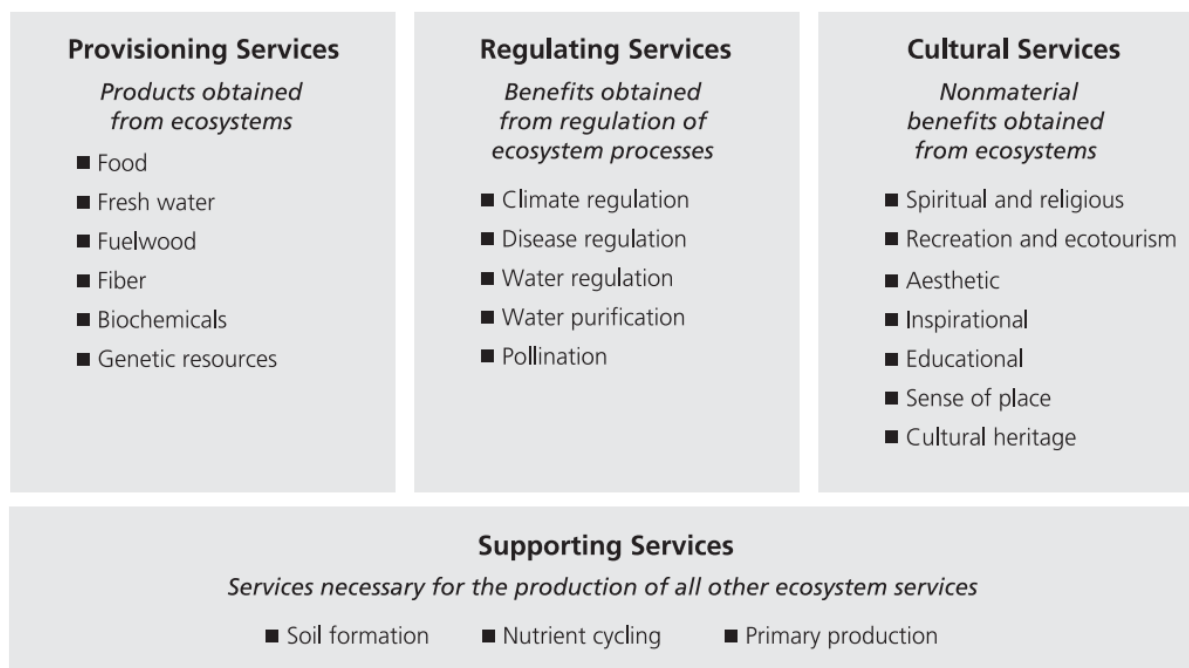 Provisioning Services
Products obtained
from ecosystems
■ Food
■ Fresh water
■ Fuelwood
■ Fiber
■ Biochemicals
■ Genetic resources
Regulating Services
Benefits obtained
from regulation of
ecosystem processes
■ Climate regulation
■ Disease regulation
■ Water regulation
■ Water purification
■ Pollination
Cultural Services
Nonmaterial
benefits obtained
from ecosystems
■ Spiritual and religious
■ Recreation and ecotourism
■ Aesthetic
■ Inspirational
■ Educational
■ Sense of place
■ Cultural heritage
Supporting Services
Services necessary for the production of all other ecosystem services
■ Soil formation ■ Nutrient cycling ■ Primary production